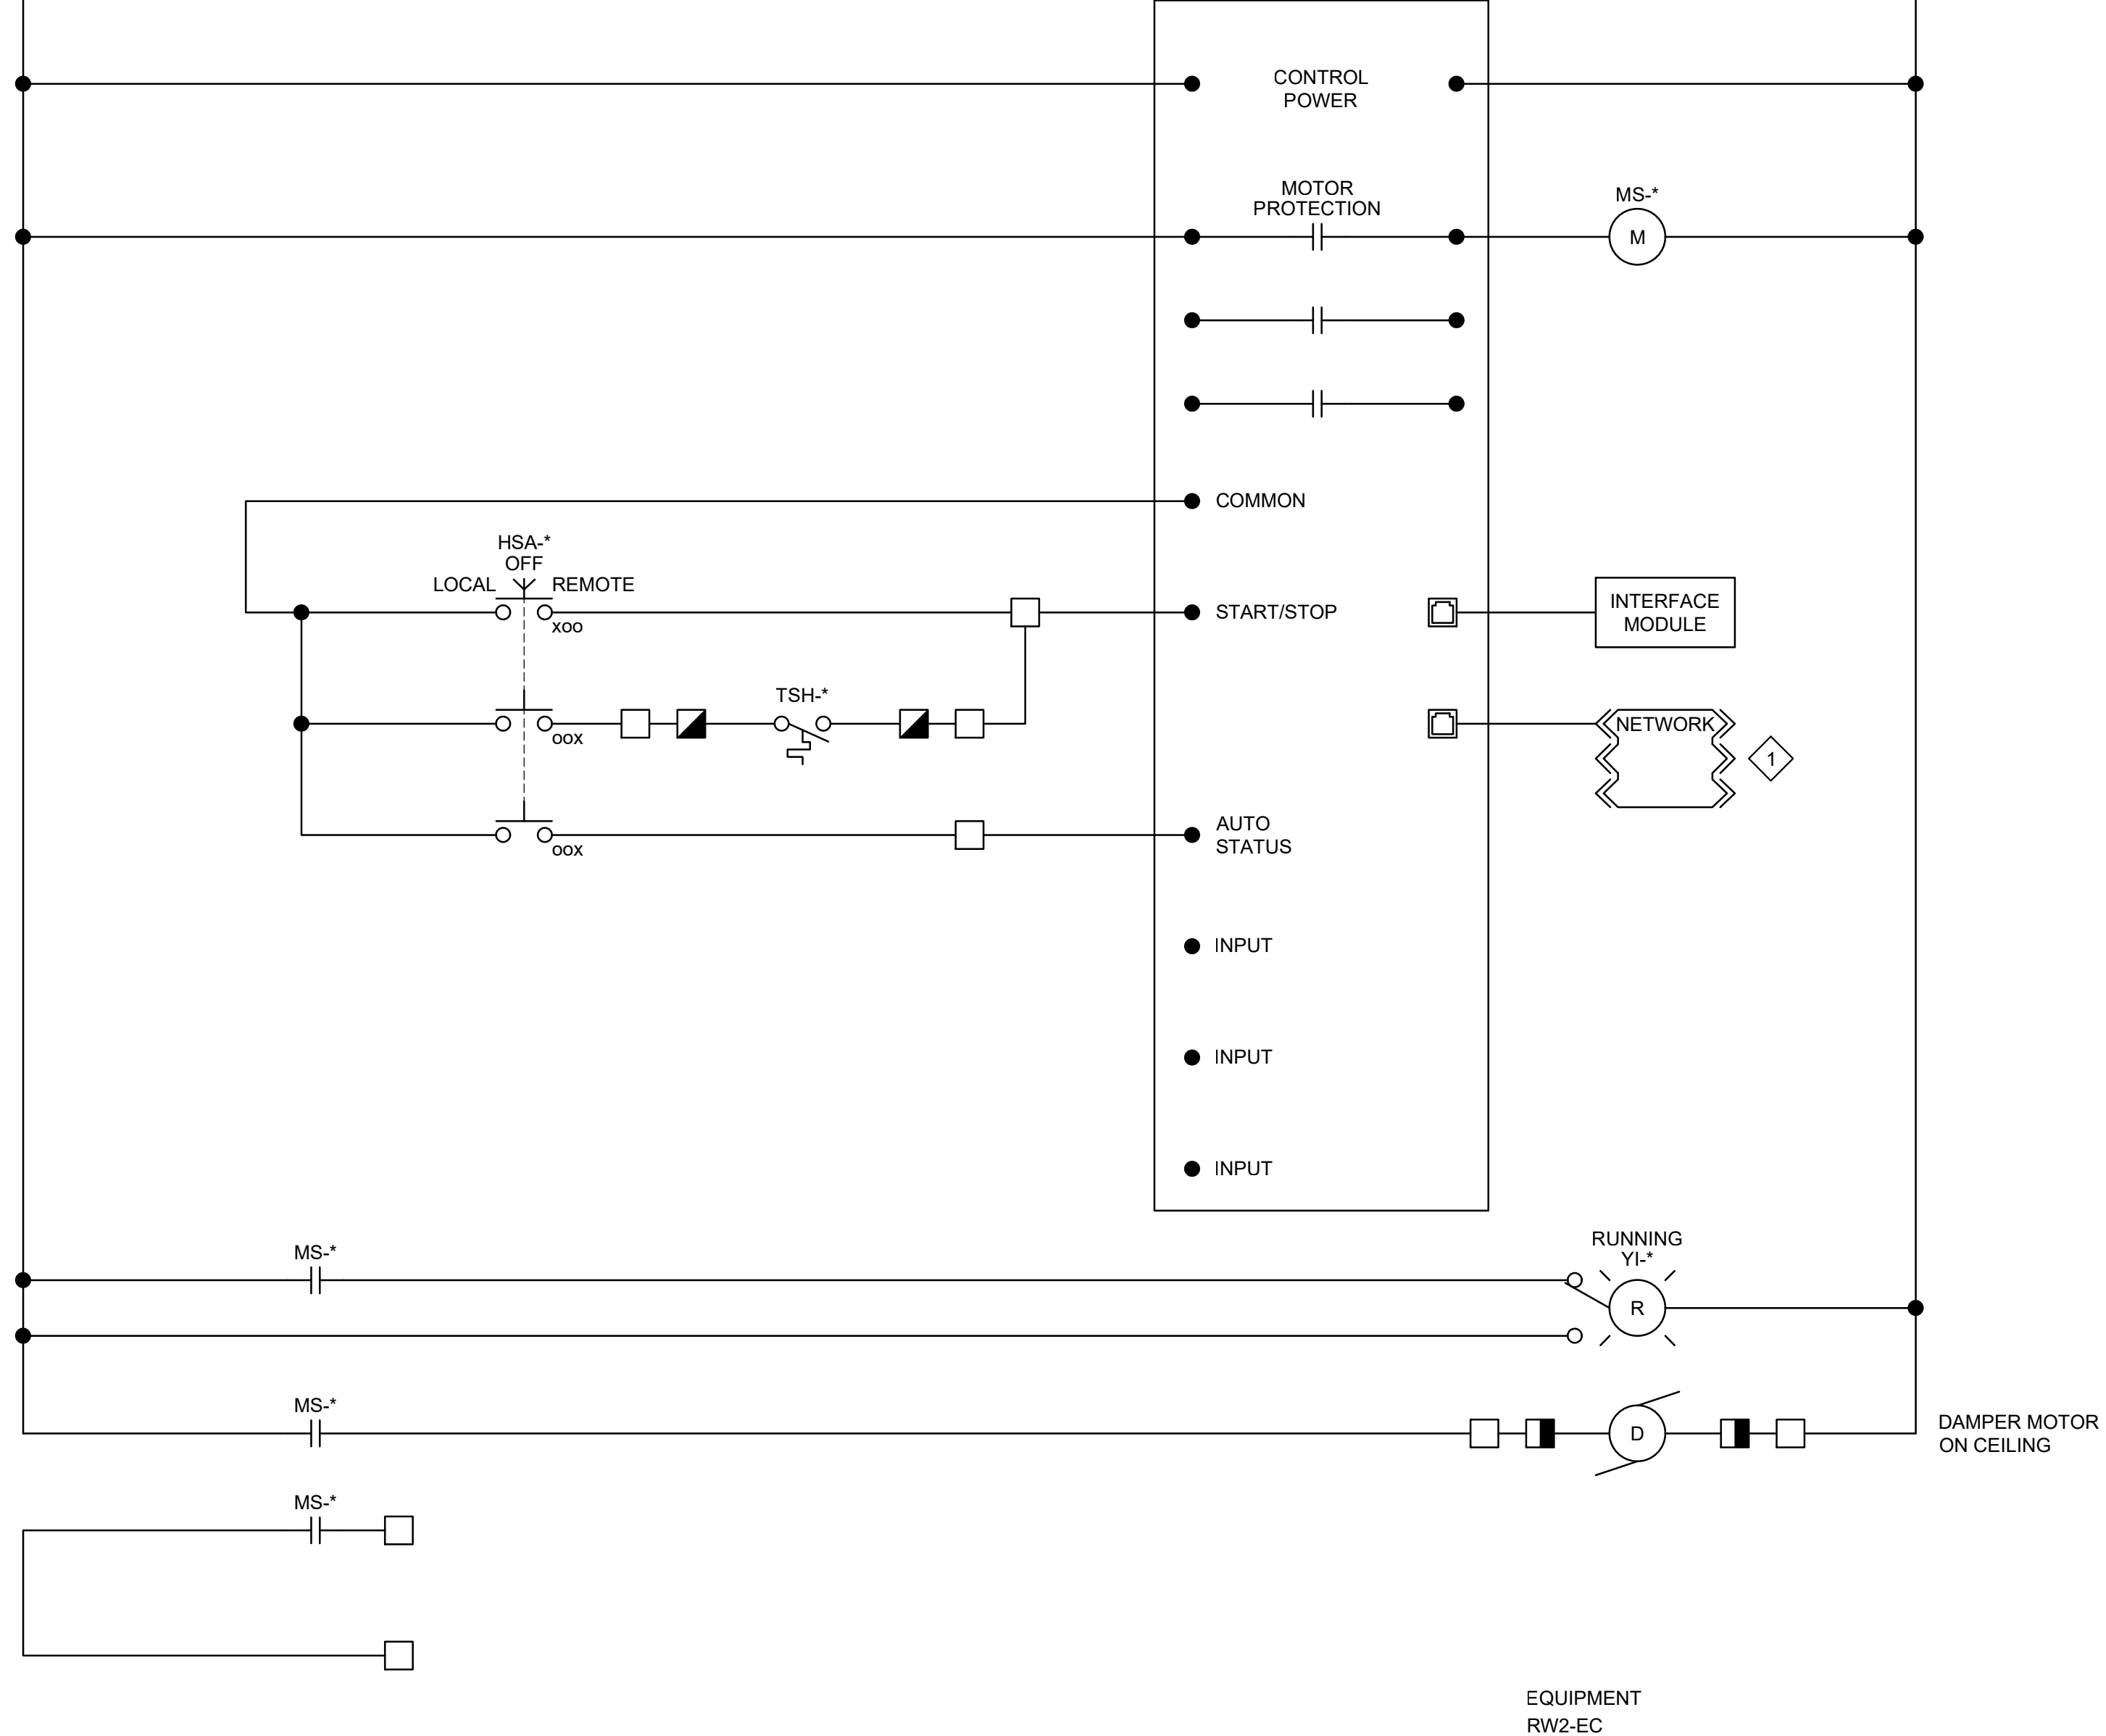 CONTROL
POWER
MOTOR
PROTECTION
MS-*
M
COMMON
HSA-*
OFF
LOCAL
REMOTE
xoo
START/STOP
INTERFACE
MODULE
TSH-*
oox
NETWORK
1
AUTO
STATUS
oox
INPUT
INPUT
INPUT
MS-*
RUNNING
YI-*
R
MS-*
D
DAMPER MOTOR
ON CEILING
MS-*
EQUIPMENT
RW2-EC